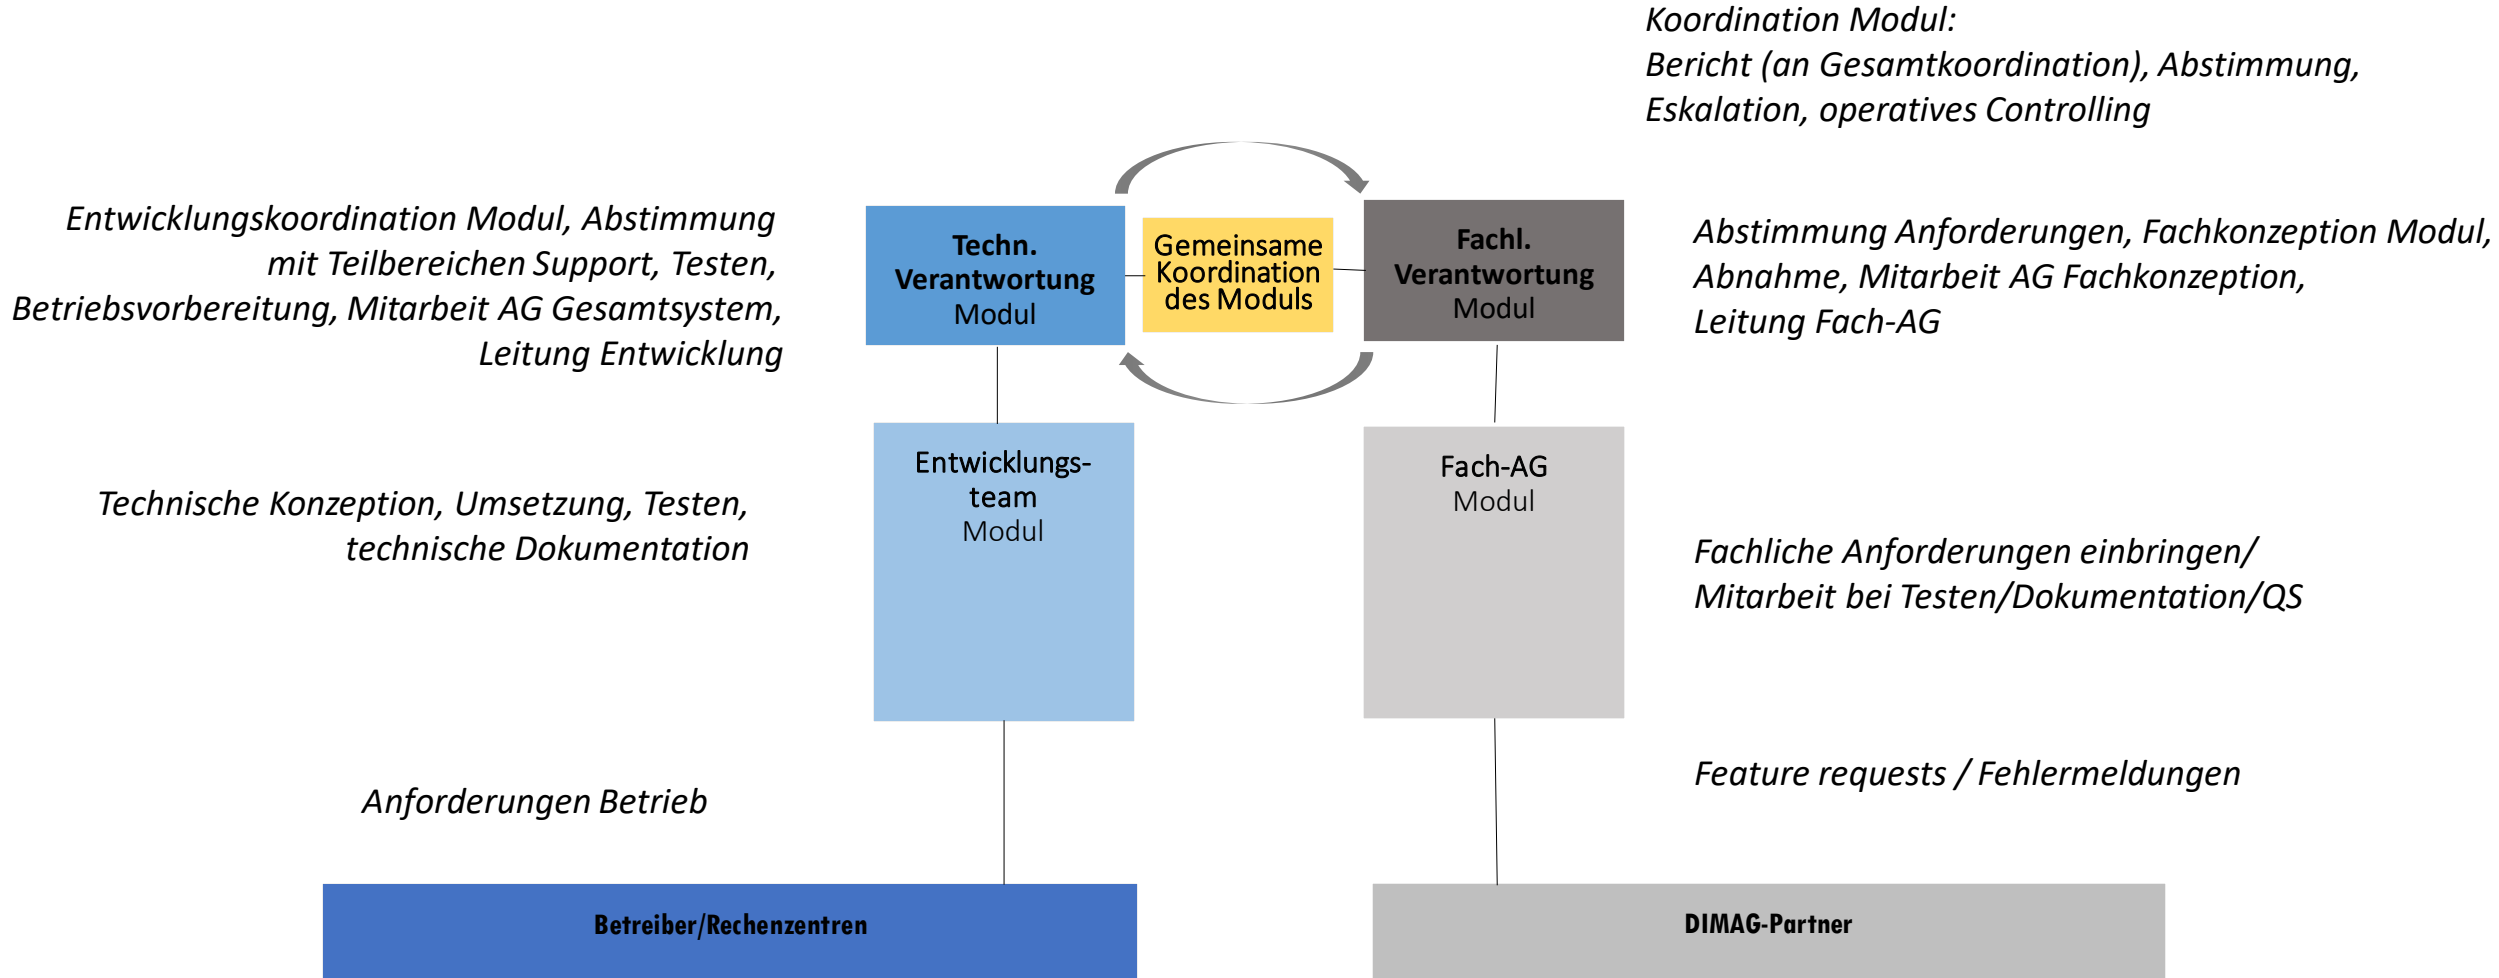 Koordination Modul:
Bericht (an Gesamtkoordination), Abstimmung,
Eskalation, operatives Controlling
Entwicklungskoordination Modul, Abstimmung
mit Teilbereichen Support, Testen,
Betriebsvorbereitung, Mitarbeit AG Gesamtsystem,
Leitung Entwicklung
Techn.
Verantwortung
Modul
Gemeinsame
Koordination
des Moduls
Fachl.
Verantwortung
Modul
Abstimmung Anforderungen, Fachkonzeption Modul,
Abnahme, Mitarbeit AG Fachkonzeption,
Leitung Fach-AG
Technische Konzeption, Umsetzung, Testen,
technische Dokumentation
Entwicklungs-
team
Modul
Fach-AG
Modul
Fachliche Anforderungen einbringen/
Mitarbeit bei Testen/Dokumentation/QS
Anforderungen Betrieb
Feature requests / Fehlermeldungen
Betreiber/Rechenzentren
DIMAG-Partner